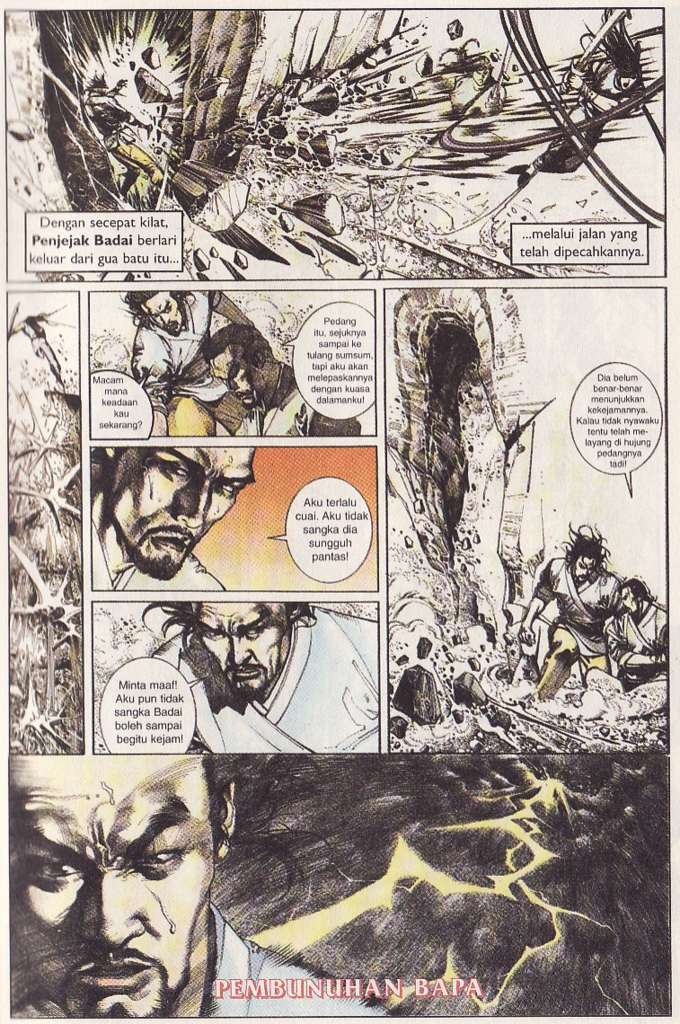 Dengan secepat kilat,
Penjejak Badai berlari
keluar dari gua batu itu...
...melalui jalan yang
telah dipecahkannya.
Macam
mana
keadaan
kau
sekarang?
Pedang
itu, sejuknya
sampai ke
tulang sumsum,
tapi aku akan
melepaskannya
dengan kuasa
dalamanku!
Aku terlalu
cuai. Aku tidak
sangka dia
sungguh
pantas!
Minta maaf!
Aku pun tidak
sangka Badai
boleh sampai
begitu kejam!
Dia belum
benar-benar
menunjukkan
kekejamannya.
Kalau tidak nyawaku
tentu telah me-
layang di hujung
pedangnya
tadi!
PEMBUNUHAN BAPA